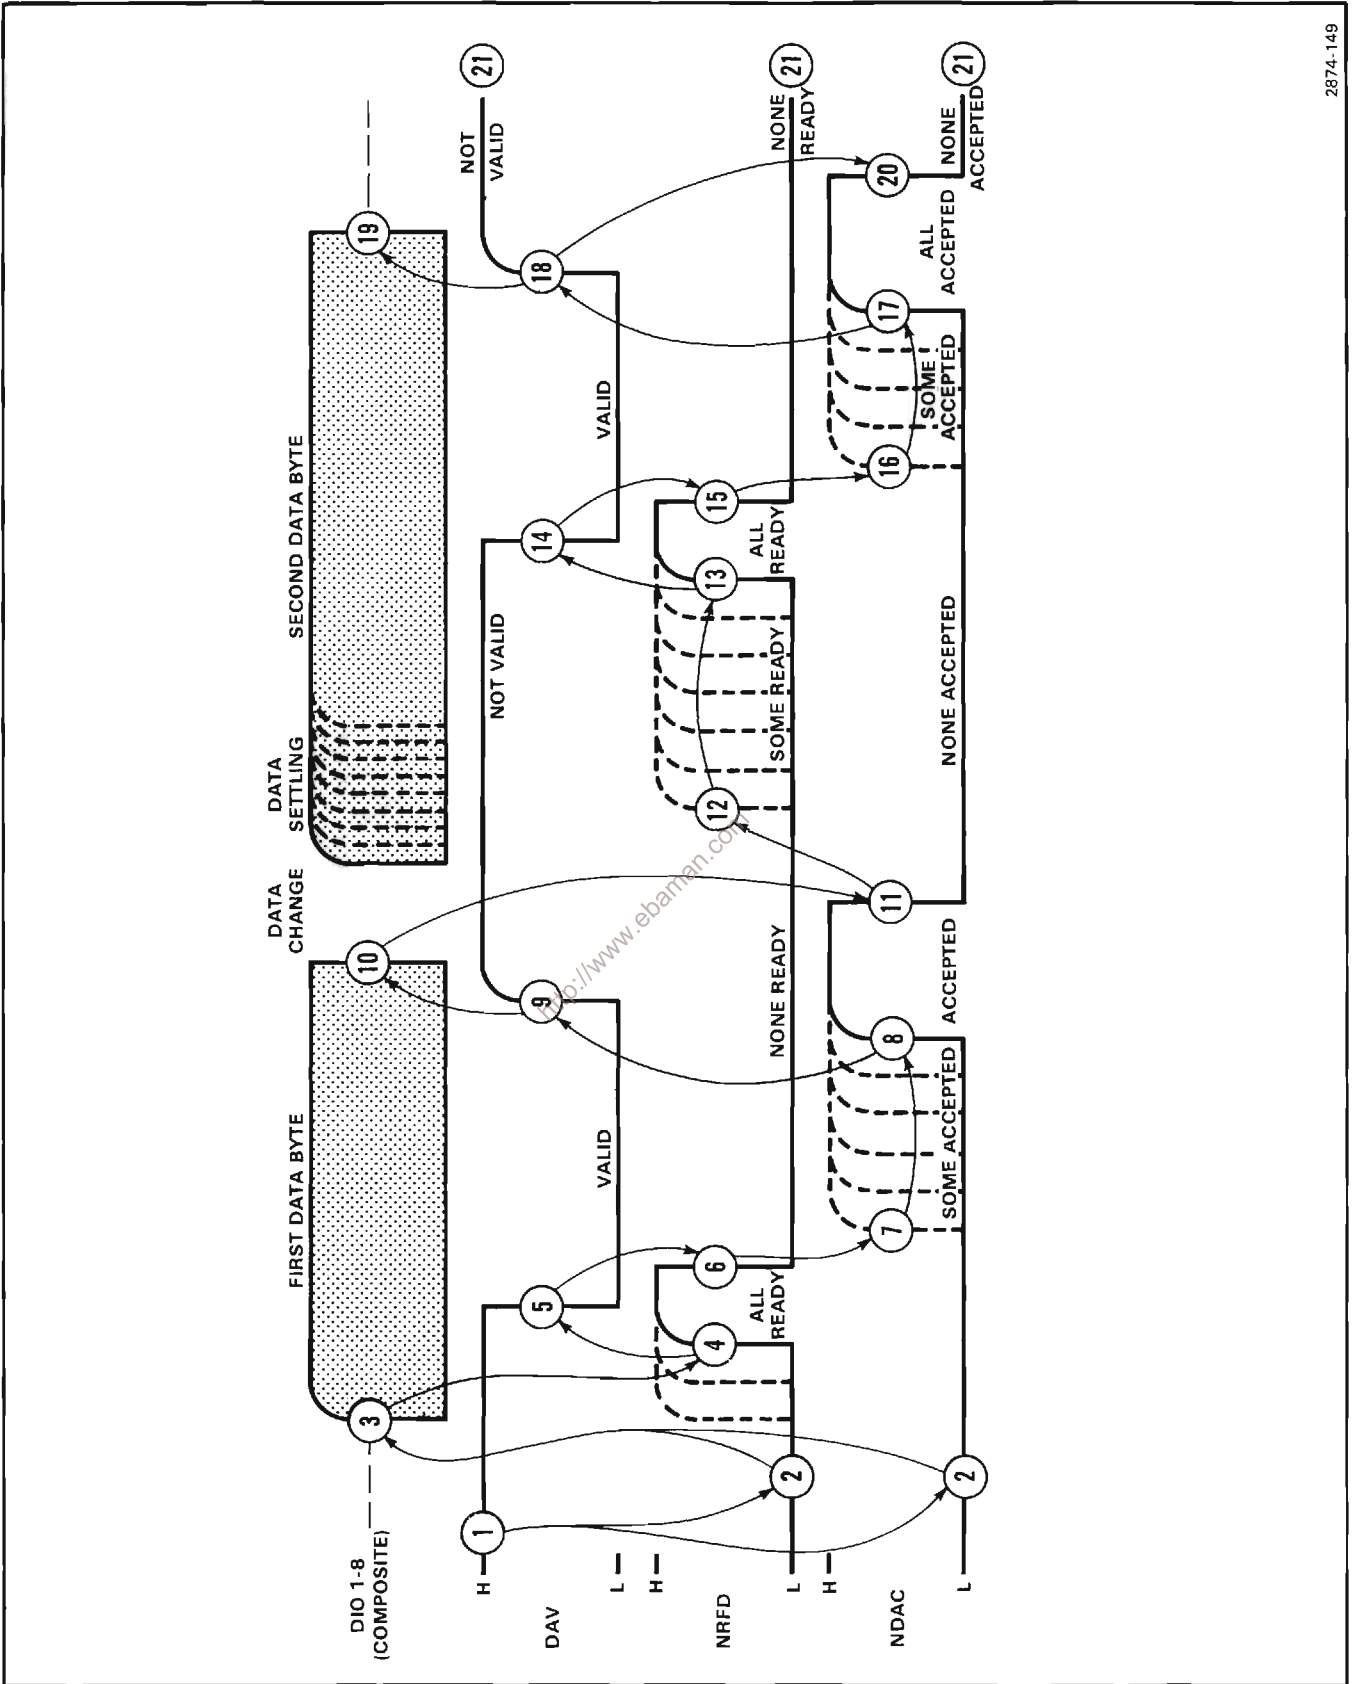 DIO 1-8
(COMPOSITE)
FIRST DATA BYTE
DATA
CHANGE
DATA
SETTLING
SECOND DATA BYTE
3
10
19
H
DAV
L
1
5
VALID
9
NOT VALID
14
VALID
18
NOT
VALID
21
H
NRFD
L
2
4
ALL
READY
6
NONE READY
12
SOME READY
13
ALL
READY
15
NONE
READY
21
H
NDAC
L
2
7
SOME ACCEPTED
8
ACCEPTED
11
NONE ACCEPTED
16
SOME
ACCEPTED
17
ALL
ACCEPTED
20
NONE
ACCEPTED
21
http://www.ebaman.com
2874-149